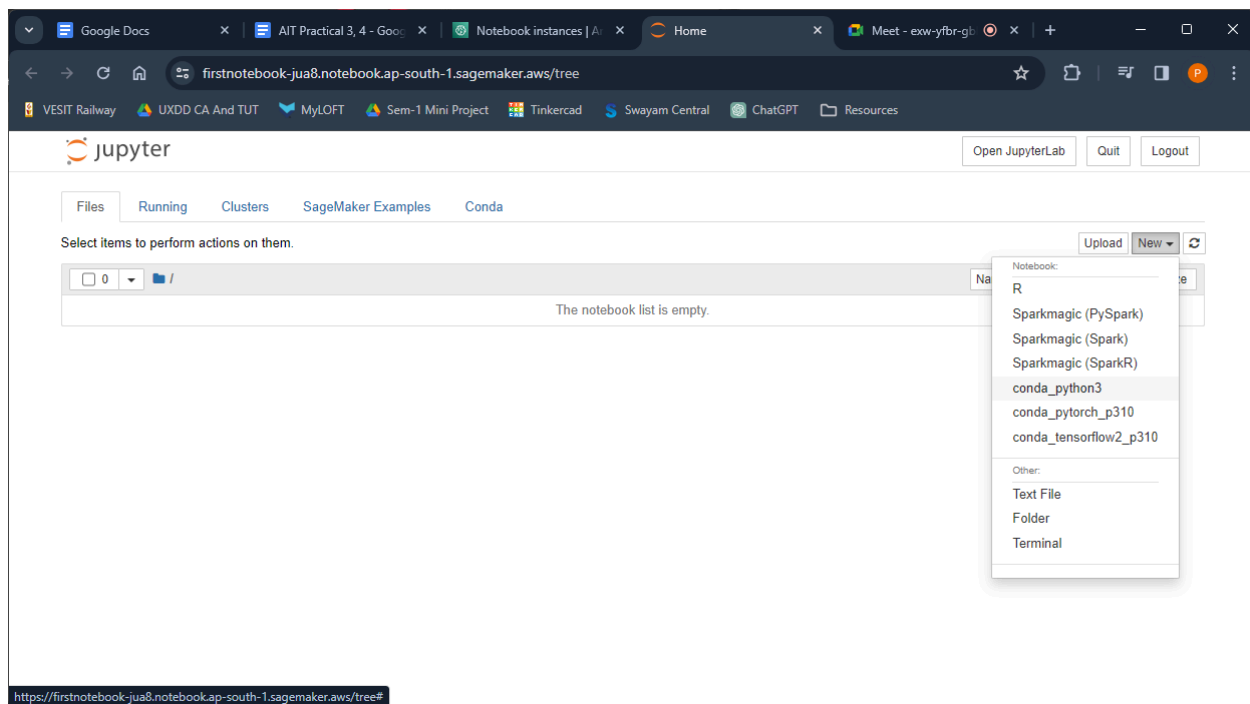 Google Docs
AIT Practical 3, 4 - Goog
Notebook instances | A
Home
Meet - exw-yfbr-gb
firstnotebook-jua8.notebook.ap-south-1.sagemaker.aws/tree
P
VESIT Railway
UXDD CA And TUT
MyLOFT
Sem-1 Mini Project
Tinkercad
Swayam Central
ChatGPT
Resources
jupyter
Open JupyterLab
Quit
Logout
Files
Running
Clusters
SageMaker Examples
Conda
Select items to perform actions on them.
Upload
New
0
/
Na
e
The notebook list is empty.
Notebook:
R
Sparkmagic (PySpark)
Sparkmagic (Spark)
Sparkmagic (SparkR)
conda_python3
conda_pytorch_p310
conda_tensorflow2_p310
Other:
Text File
Folder
Terminal
https://firstnotebook-jua8.notebook.ap-south-1.sagemaker.aws/tree#